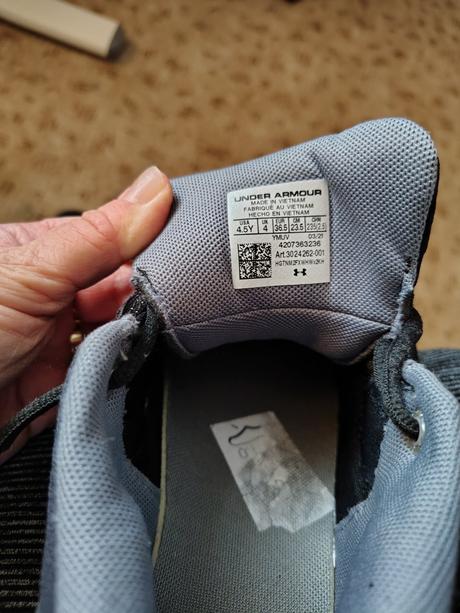 UNDER ARMOUR
MADE IN VIETNAM
FABRIQUÉ AU VIETNAM
HECHO EN VIETNAM
USA UK EUR CM CHN
4.5Y 4 36.5 23.5 235(2.5)
YMUV 03/21
4207363236
Art.3024262-001